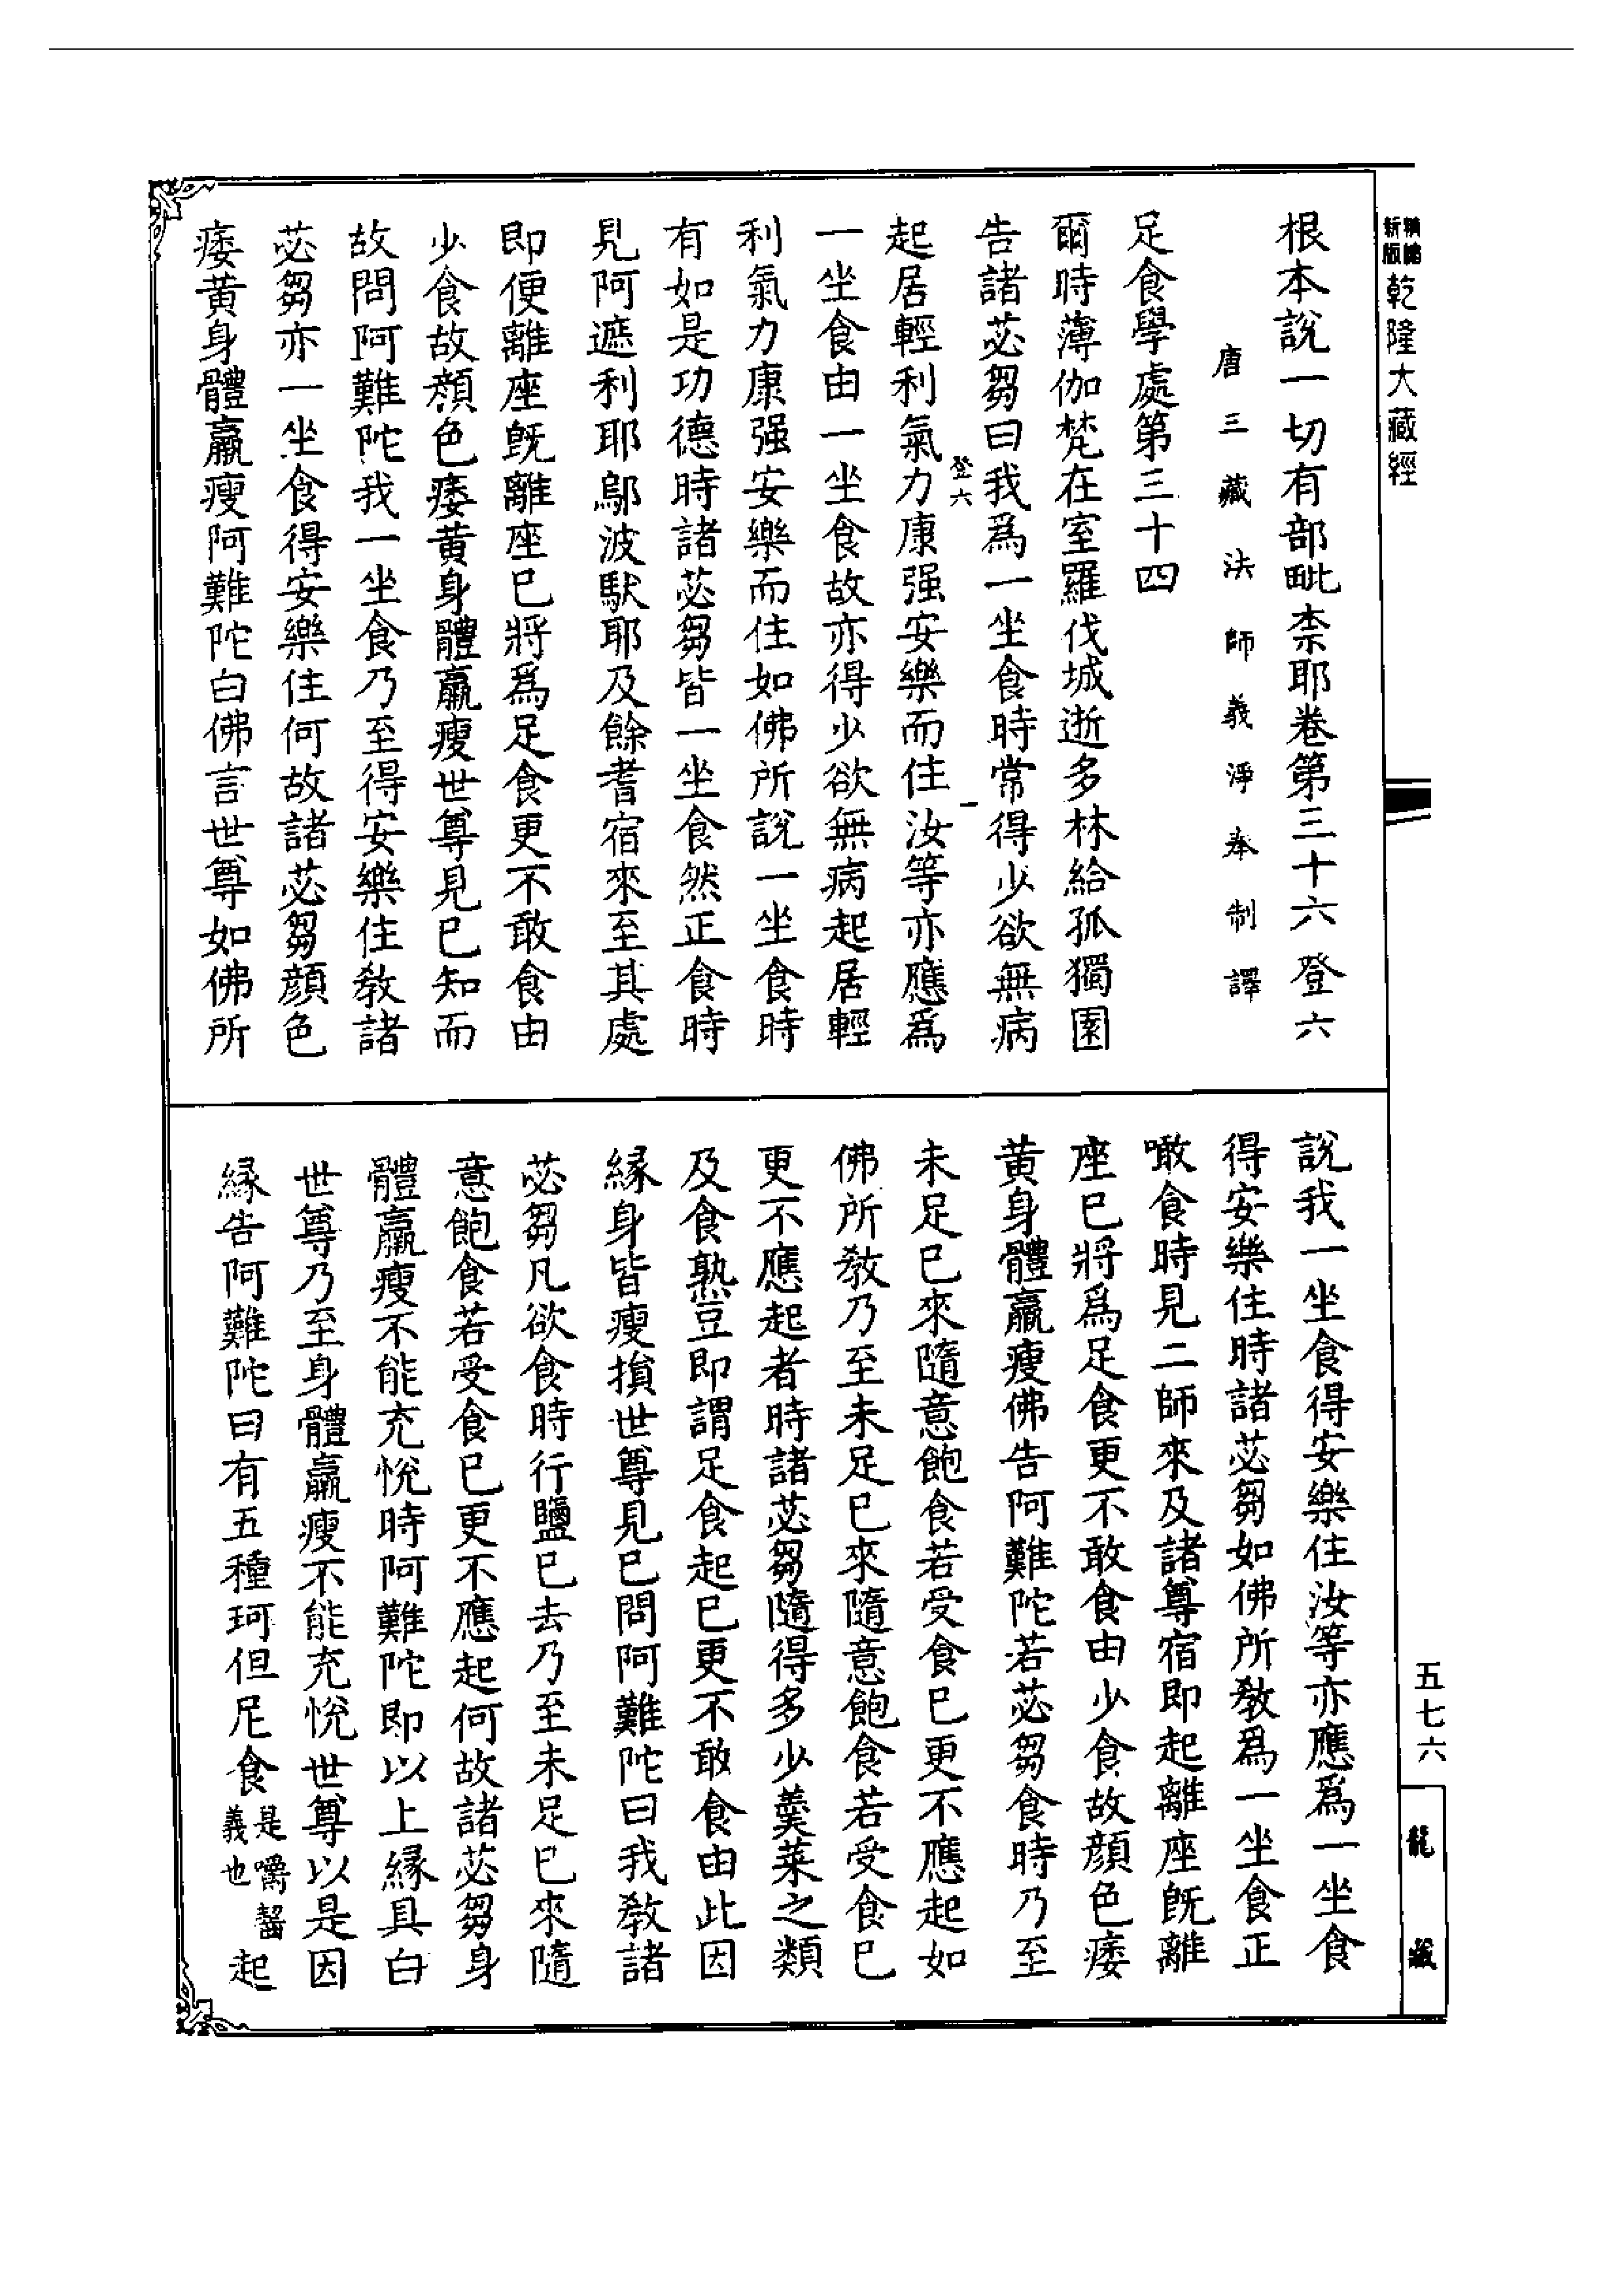 精編
新版
乾隆大藏經
根本說一切有部毗柰耶卷第三十六 登六
唐三藏法師義淨奉制譯
足食學處第三十四
爾時薄伽梵在室羅伐城逝多林給孤獨園
告諸苾芻曰我爲一坐食時常得少欲無病
登六 一
起居輕利氣力康强安樂而住汝等亦應爲
一坐食由一坐食故亦得少欲無病起居輕
利氣力康强安樂而住如佛所說一坐食時
有如是功德時諸苾芻皆一坐食然正食時
見阿遮利耶鄔波馱耶及餘耆宿來至其處
即便離座旣離座已將爲足食更不敢食由
少食故顔色痿黃身體羸瘦世尊見已知而
故問阿難陀我一坐食乃至得安樂住敎諸
苾芻亦一坐食得安樂住何故諸苾芻顔色
痿黃身體羸瘦阿難陀白佛言世尊如佛所
說我一坐食得安樂住汝等亦應爲一坐食
得安樂住時諸苾芻如佛所敎爲一坐食正
噉食時見二師來及諸尊宿即起離座旣離
座已將爲足食更不敢食由少食故顔色痿
黃身體羸瘦佛告阿難陀若苾芻食時乃至
未足已來隨意飽食若受食已更不應起如
佛所敎乃至未足已來隨意飽食若受食已
更不應起者時諸苾芻隨得多少羹菜之類
及食熟豆即謂足食起已更不敢食由此因
緣身皆瘦損世尊見已問阿難陀曰我敎諸
苾芻凡欲食時行鹽已去乃至未足已來隨
意飽食若受食已更不應起何故諸苾芻身
體羸瘦不能充悅時阿難陀即以上緣具白
世尊乃至身體羸瘦不能充悅世尊以是因
緣告阿難陀曰有五種珂但尼食是嚼齧義也起
五七六
龍藏